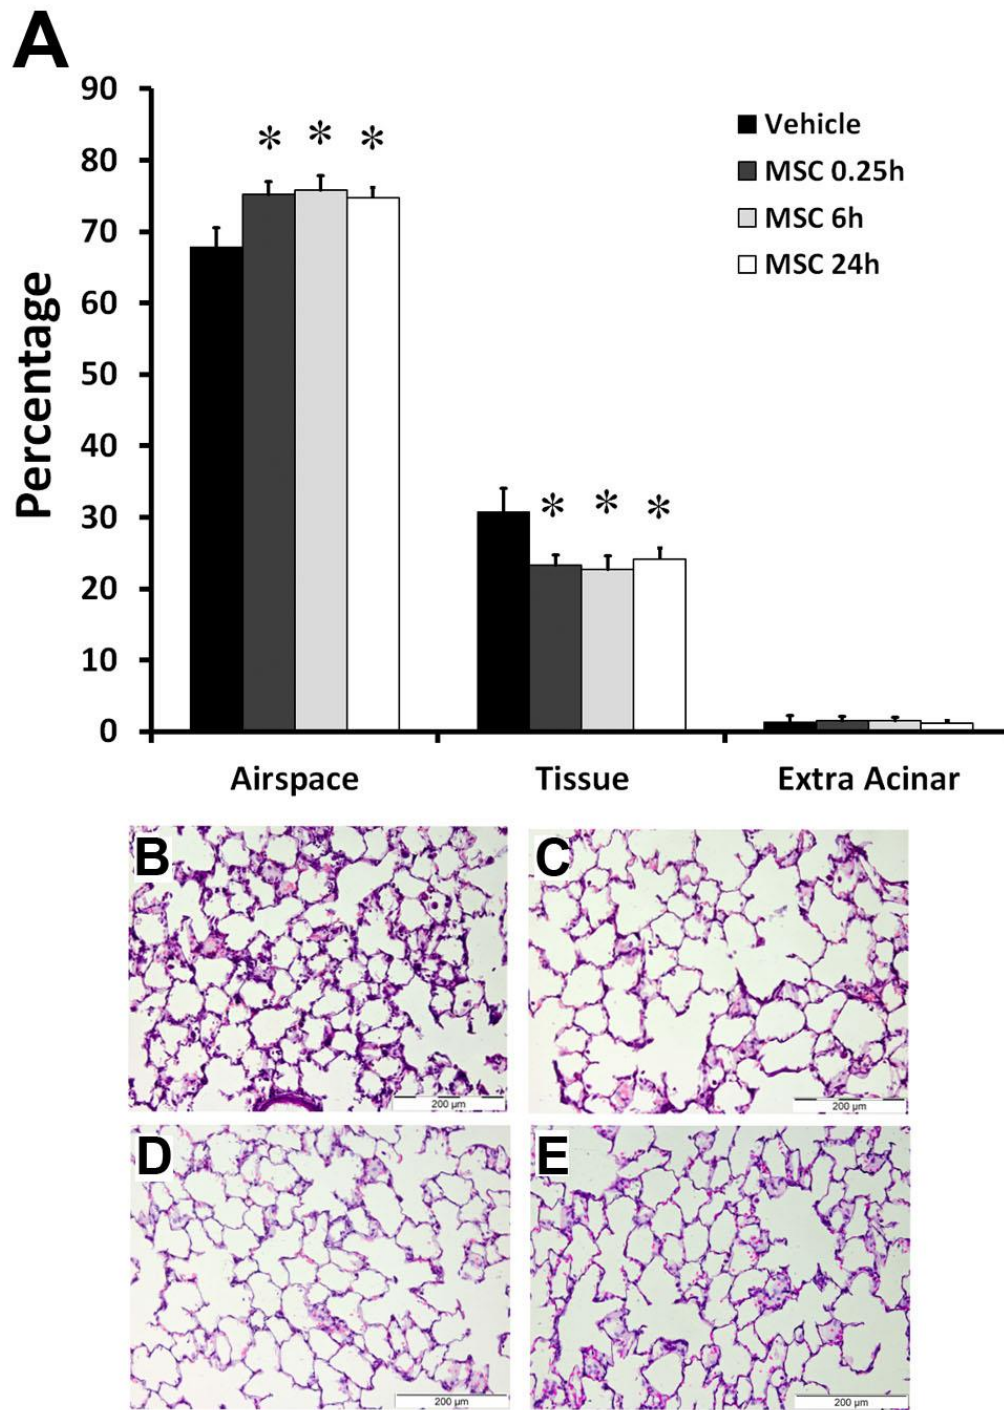 A
90
80
70
60
50
40
30
20
10
0
Percentage
* * *
* * *
Vehicle
MSC 0.25h
MSC 6h
MSC 24h
Airspace Tissue Extra Acinar
B
200 µm
C
200 µm
D
200 µm
E
200 µm